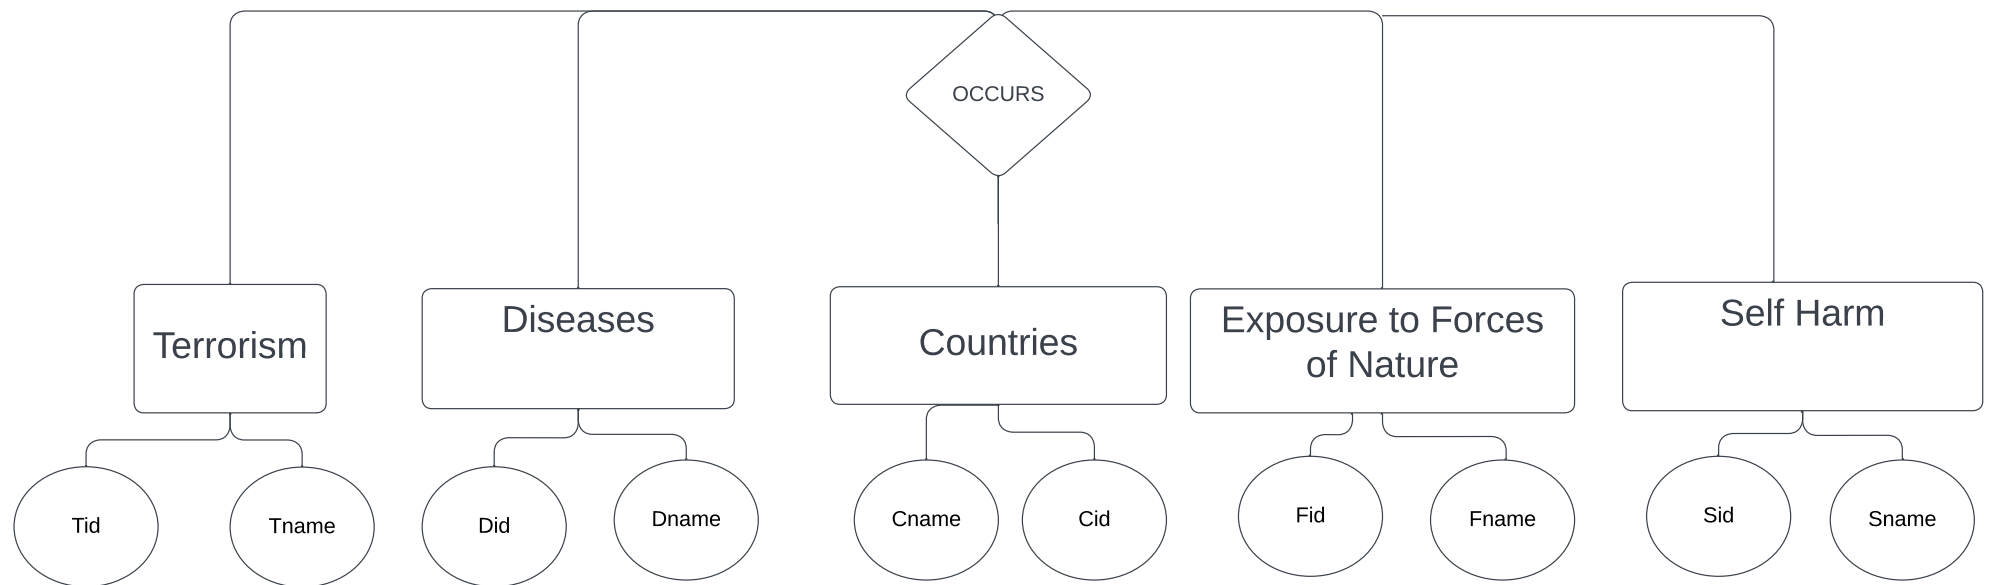 OCCURS
Terrorism
Diseases
Countries
Exposure to Forces
of Nature
Self Harm
Tid
Tname
Did
Dname
Cname
Cid
Fid
Fname
Sid
Sname